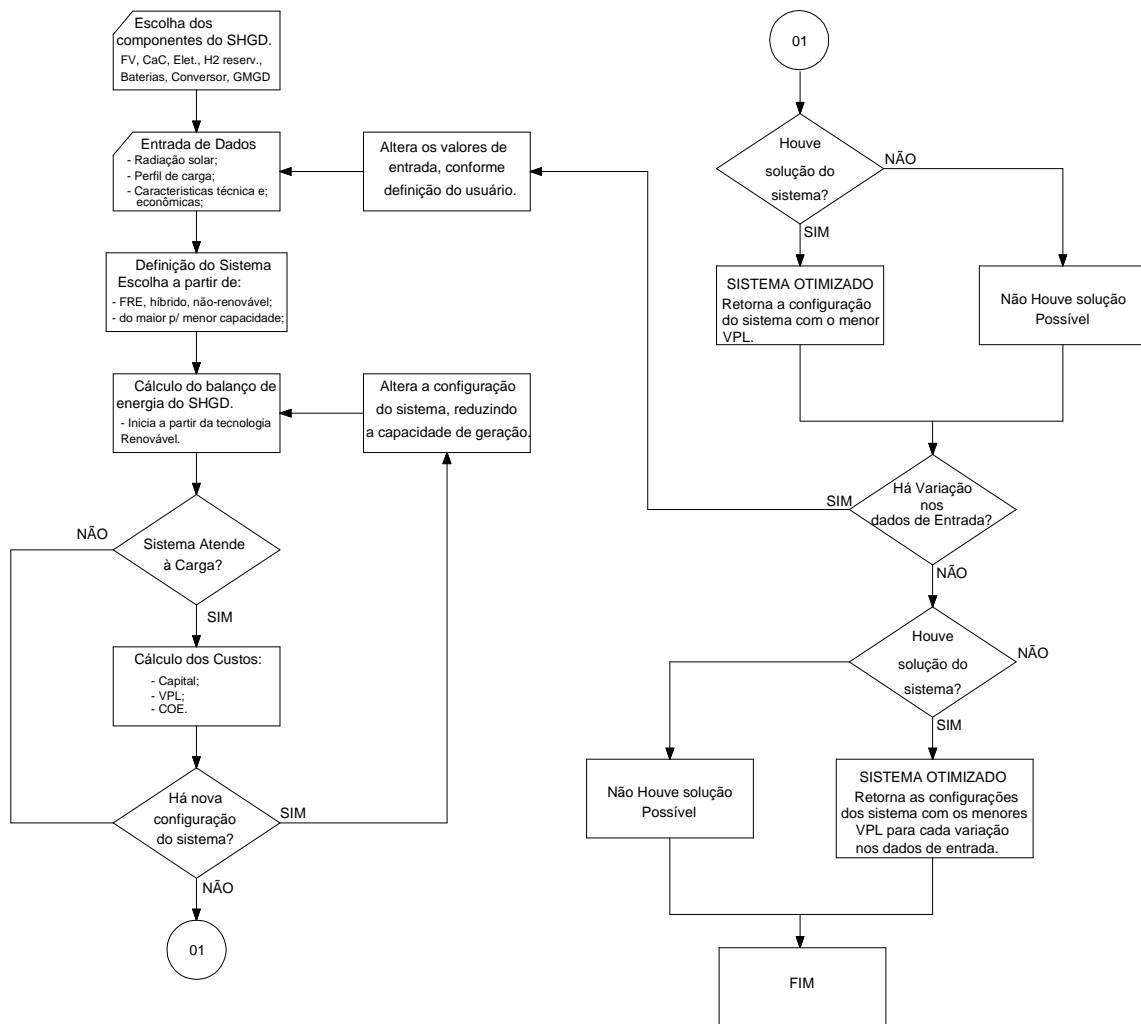 Escolha dos
componentes do SHGD.
FV, CaC, Elet., H2 reserv.,
Baterias, Conversor, GMGD
Entrada de Dados
- Radiação solar;
- Perfil de carga;
- Caracteristicas técnica e;
econômicas;
Altera os valores de
entrada, conforme
definição do usuário.
Definição do Sistema
Escolha a partir de:
- FRE, híbrido, não-renovável;
- do maior p/ menor capacidade;
Cálculo do balanço de
energia do SHGD.
- Inicia a partir da tecnologia
Renovável.
Altera a configuração
do sistema, reduzindo
a capacidade de geração.
NÃO
Sistema Atende
à Carga?
SIM
Cálculo dos Custos:
- Capital;
- VPL;
- COE.
Há nova
configuração
do sistema?
SIM
NÃO
01
01
Houve
solução do
sistema?
NÃO
SIM
SISTEMA OTIMIZADO
Retorna a configuração
do sistema com o menor
VPL.
Não Houve solução
Possível
Há Variação
nos
dados de Entrada?
SIM
NÃO
Houve
solução do
sistema?
NÃO
SIM
Não Houve solução
Possível
SISTEMA OTIMIZADO
Retorna as configurações
dos sistema com os menores
VPL para cada variação
nos dados de entrada.
FIM